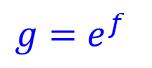 g = e^f